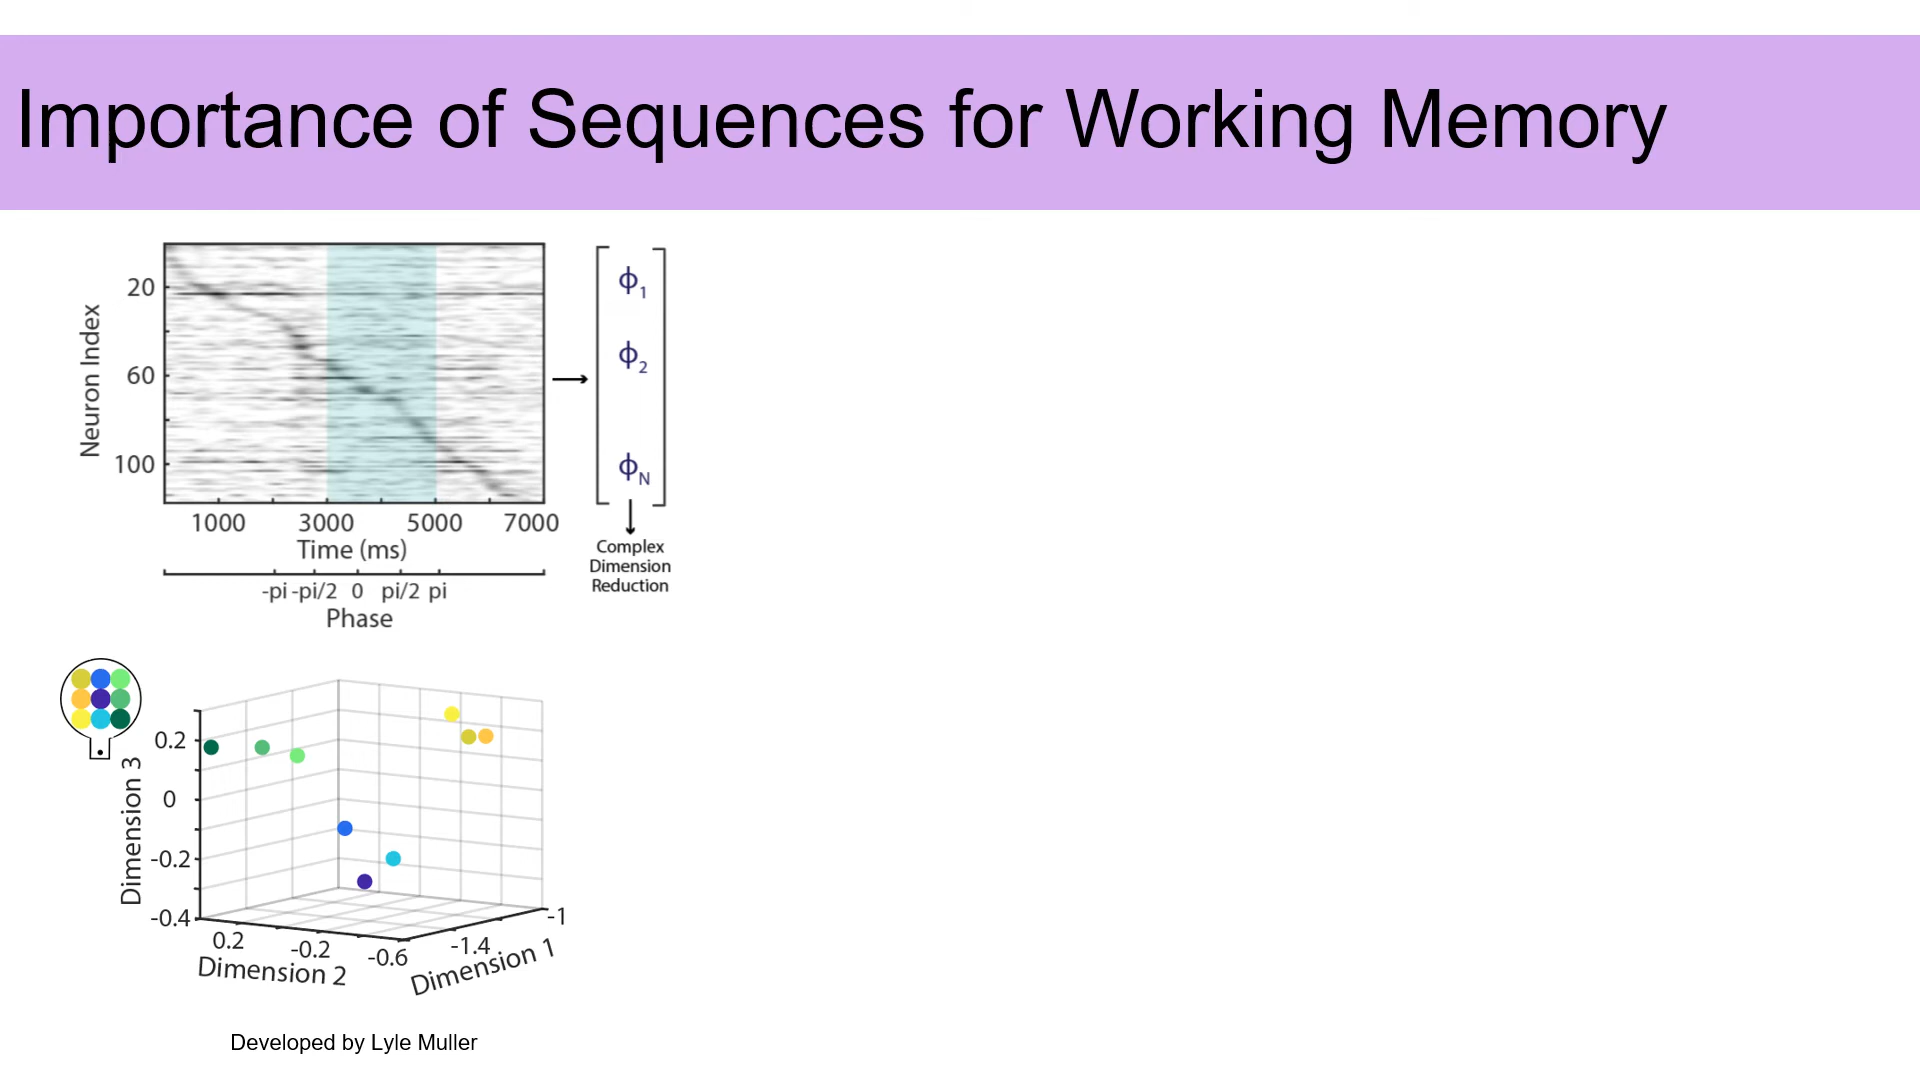 Importance of Sequences for Working Memory
Neuron Index
20
60
100
1000 3000 5000 7000
Time (ms)
-pi -pi/2 0 pi/2 pi
Phase
ϕ1
ϕ2
ϕN
Complex
Dimension
Reduction
Dimension 3
0.2
0
-0.2
-0.4
0.2 -0.2 -0.6
Dimension 2
-1.4 -1
Dimension 1
Developed by Lyle Muller